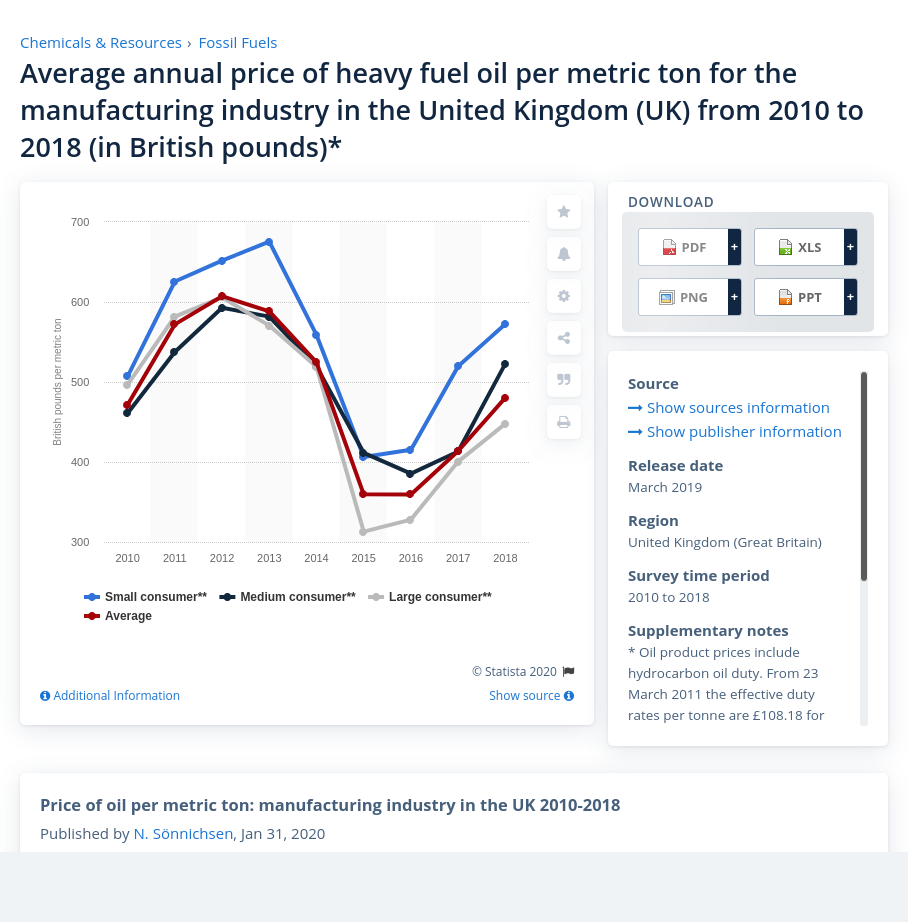 Chemicals & Resources › Fossil Fuels
Average annual price of heavy fuel oil per metric ton for the
manufacturing industry in the United Kingdom (UK) from 2010 to
2018 (in British pounds)*
British pounds per metric ton
700
600
500
400
300
2010 2011 2012 2013 2014 2015 2016 2017 2018
Small consumer** Medium consumer** Large consumer**
Average
© Statista 2020
Additional Information
Show source
DOWNLOAD
PDF + XLS +
PNG + PPT +
Source
Show sources information
Show publisher information
Release date
March 2019
Region
United Kingdom (Great Britain)
Survey time period
2010 to 2018
Supplementary notes
* Oil product prices include
hydrocarbon oil duty. From 23
March 2011 the effective duty
rates per tonne are £108.18 for
Price of oil per metric ton: manufacturing industry in the UK 2010-2018
Published by N. Sönnichsen, Jan 31, 2020